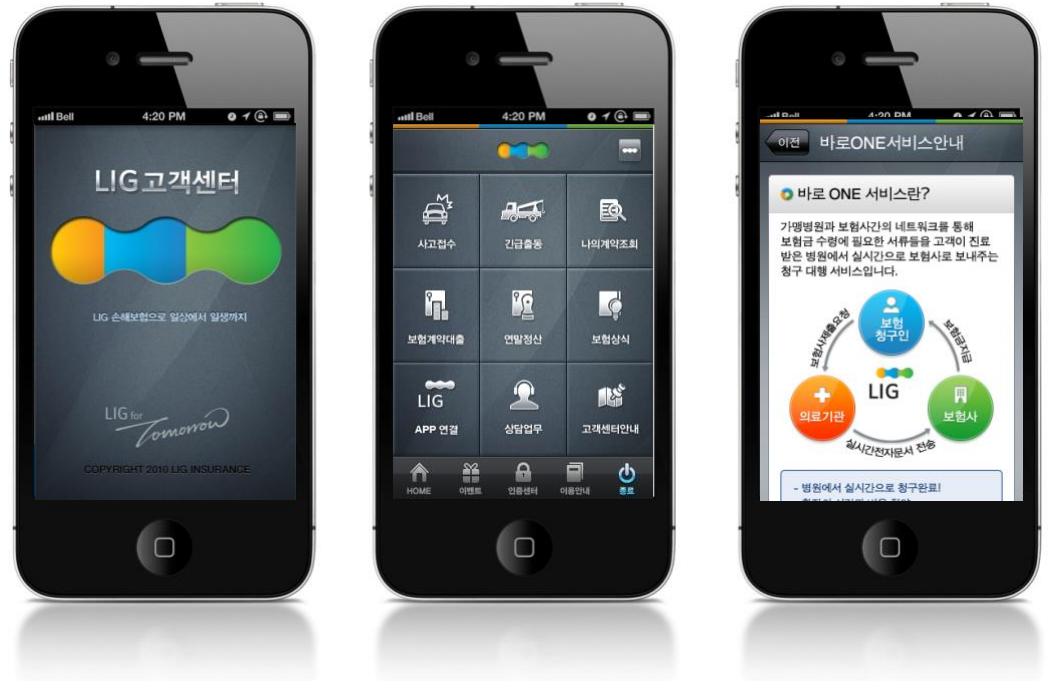 Bell 4:20 PM
LIG고객센터
LIG 손해보험으로 일상에서 일생까지
LIG for Tomorrow
COPYRIGHT 2010 LIG INSURANCE
Bell 4:20 PM
사고접수 긴급출동 나의계약조회
보험계약대출 연말정산 보험상식
LIG
APP 연결 상담업무 고객센터안내
HOME 이벤트 인증센터 이용안내 종료
Bell 4:20 PM
이전 바로ONE서비스안내
바로 ONE 서비스란?
가맹병원과 보험사간의 네트워크를 통해
보험금 수령에 필요한 서류들을 고객이 진료
받은 병원에서 실시간으로 보험사로 보내주는
청구 대행 서비스입니다.
보험
청구인
보험사제출요청
보험금지급
LIG
의료기관
보험사
실시간전자문서 전송
- 병원에서 실시간으로 청구완료!